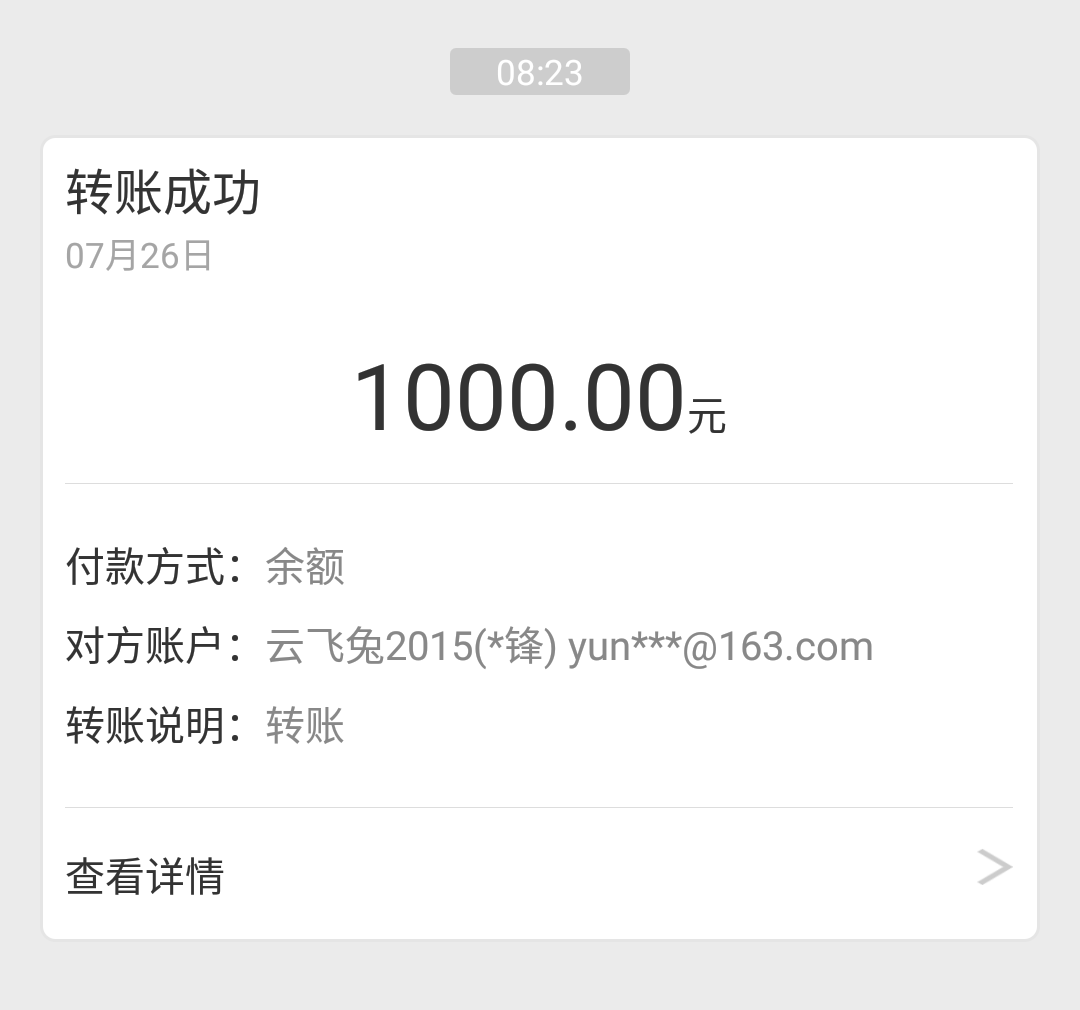 08:23
转账成功
07月26日
1000.00元
付款方式：余额
对方账户：云飞兔2015(*锋) yun***@163.com
转账说明：转账
查看详情